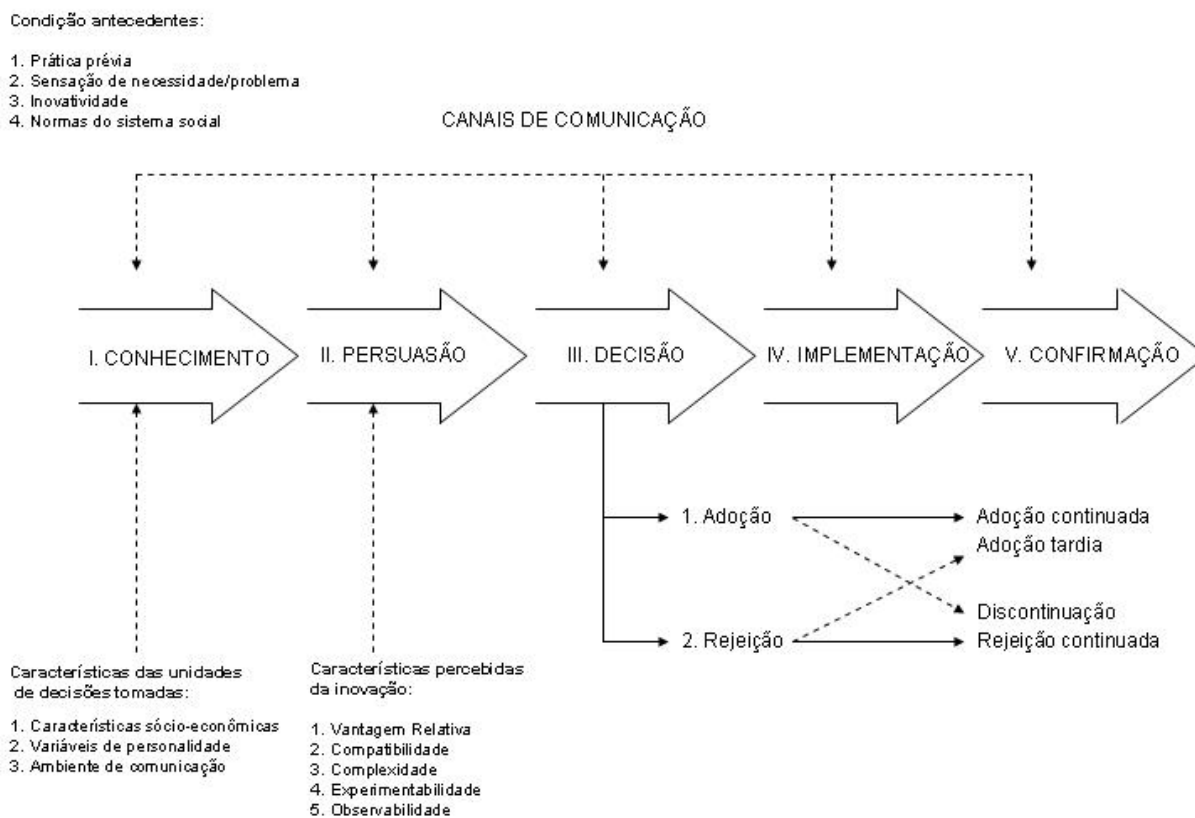 Condição antecedentes:
1. Prática prévia
2. Sensação de necessidade/problema
3. Inovatividade
4. Normas do sistema social
CANAIS DE COMUNICAÇÃO
I. CONHECIMENTO
II. PERSUASÃO
III. DECISÃO
IV. IMPLEMENTAÇÃO
V. CONFIRMAÇÃO
1. Adoção
Adoção continuada
Adoção tardia
Discontinuação
2. Rejeição
Rejeição continuada
Características das unidades
de decisões tomadas:
1. Características sócio-econômicas
2. Variáveis de personalidade
3. Ambiente de comunicação
Características percebidas
da inovação:
1. Vantagem Relativa
2. Compatibilidade
3. Complexidade
4. Experimentabilidade
5. Observabilidade